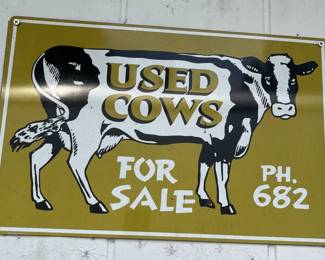 USED
COWS
FOR
SALE
PH.
682